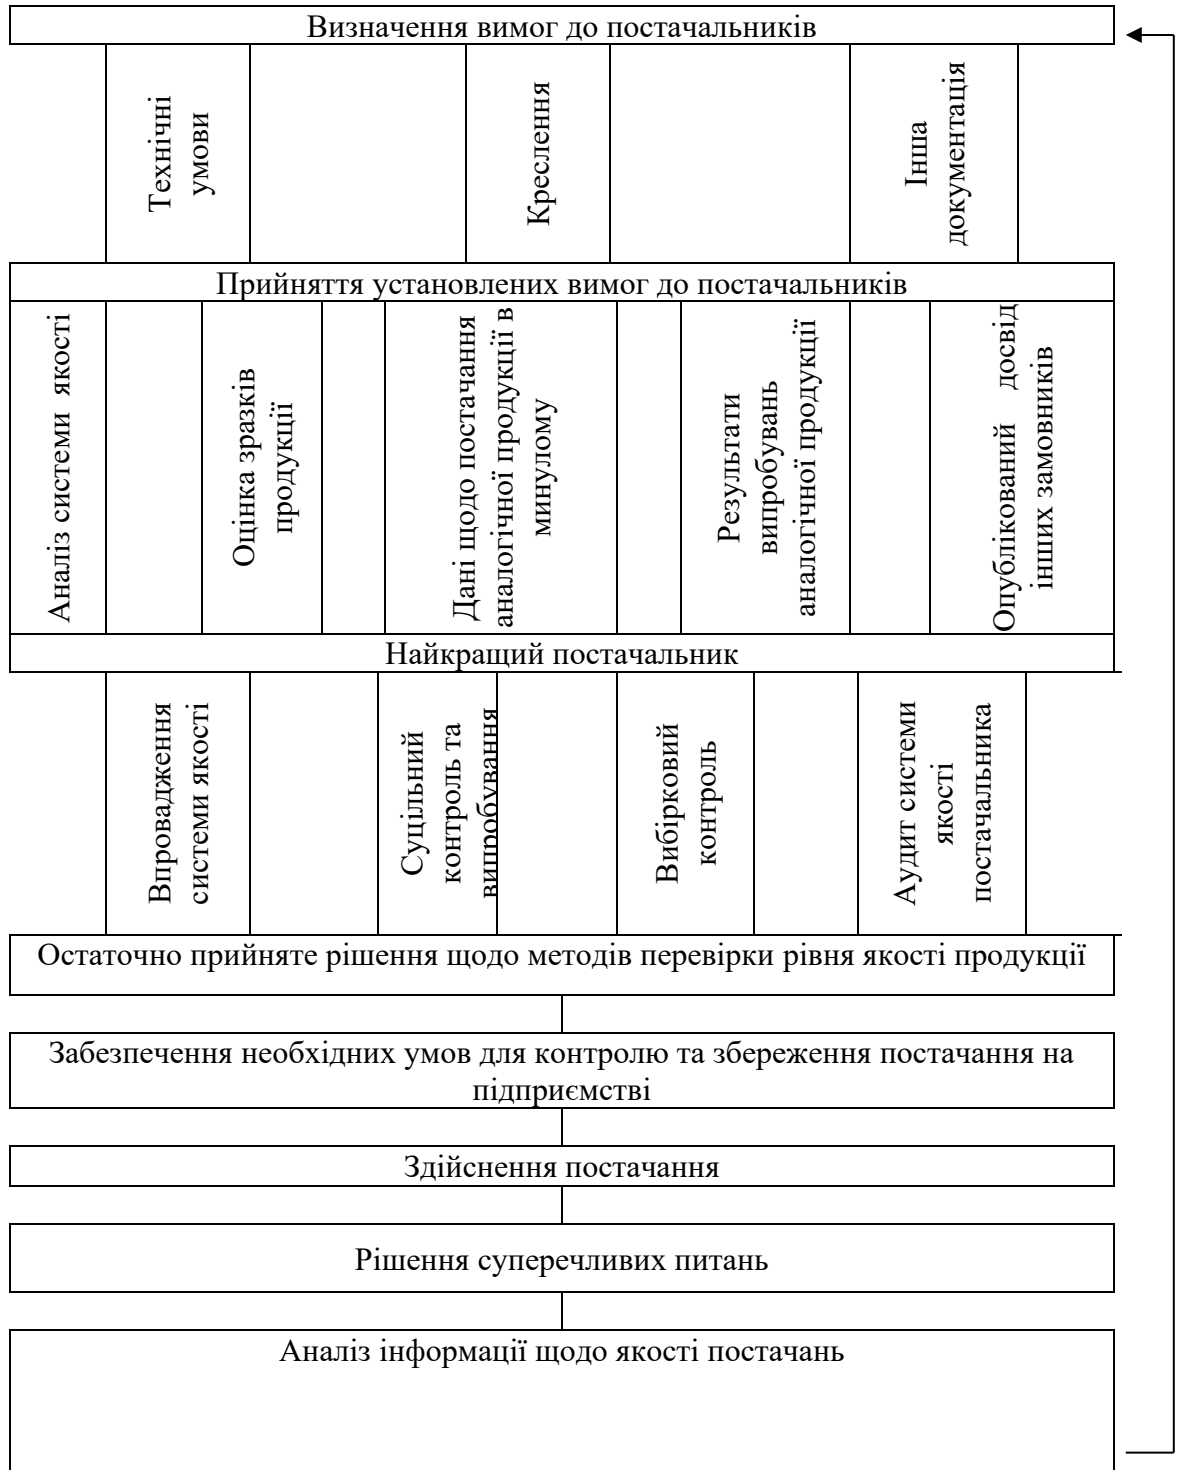 Визначення вимог до постачальників
Технічні
умови
Креслення
Інша
документація
Прийняття установлених вимог до постачальників
Аналіз системи якості
Оцінка зразків
продукції
Дані щодо постачання
аналогічної продукції в
минулому
Результати
випробувань
аналогічної продукції
Опублікований досвід
інших замовників
Найкращий постачальник
Впровадження
системи якості
Суцільний
контроль та
випробування
Вибірковий
контроль
Аудит системи
якості
постачальника
Остаточно прийняте рішення щодо методів перевірки рівня якості продукції
Забезпечення необхідних умов для контролю та збереження постачання на
підприємстві
Здійснення постачання
Рішення суперечливих питань
Аналіз інформації щодо якості постачань